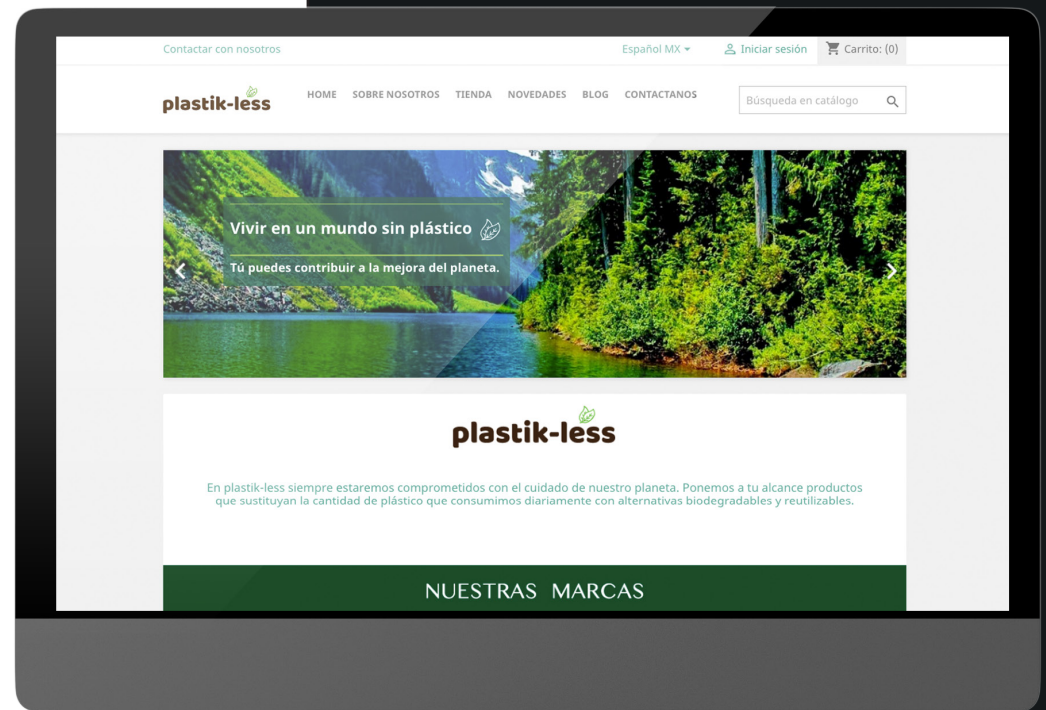 Contactar con nosotros
Español MX
Iniciar sesión
Carrito: (0)
plastik-less
HOME SOBRE NOSOTROS TIENDA NOVEDADES BLOG CONTACTANOS
Búsqueda en catálogo
Vivir en un mundo sin plástico
Tú puedes contribuir a la mejora del planeta.
plastik-less
En plastik-less siempre estaremos comprometidos con el cuidado de nuestro planeta. Ponemos a tu alcance productos
que sustituyan la cantidad de plástico que consumimos diariamente con alternativas biodegradables y reutilizables.
NUESTRAS MARCAS